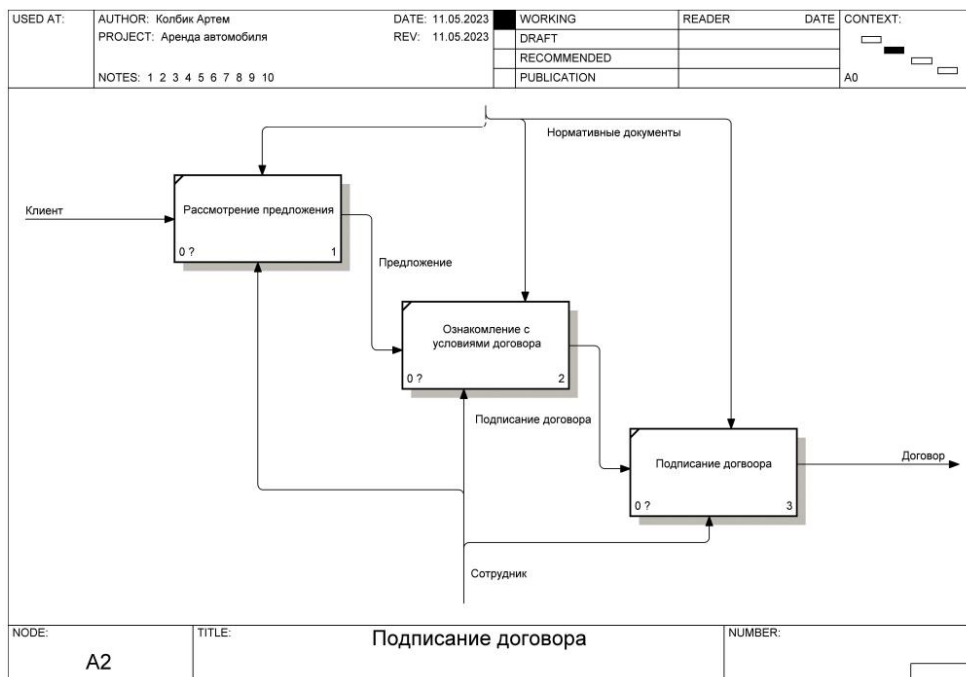 USED AT:
AUTHOR: Колбик Артем
DATE: 11.05.2023
WORKING
READER
DATE
CONTEXT:
PROJECT: Аренда автомобиля
REV: 11.05.2023
DRAFT
RECOMMENDED
NOTES: 1 2 3 4 5 6 7 8 9 10
PUBLICATION
A0
Нормативные документы
Клиент
Рассмотрение предложения
0 ?
1
Предложение
Ознакомление с
условиями договора
0 ?
2
Подписание договора
Подписание догвоора
0 ?
3
Договор
Сотрудник
NODE:
A2
TITLE:
Подписание договора
NUMBER: